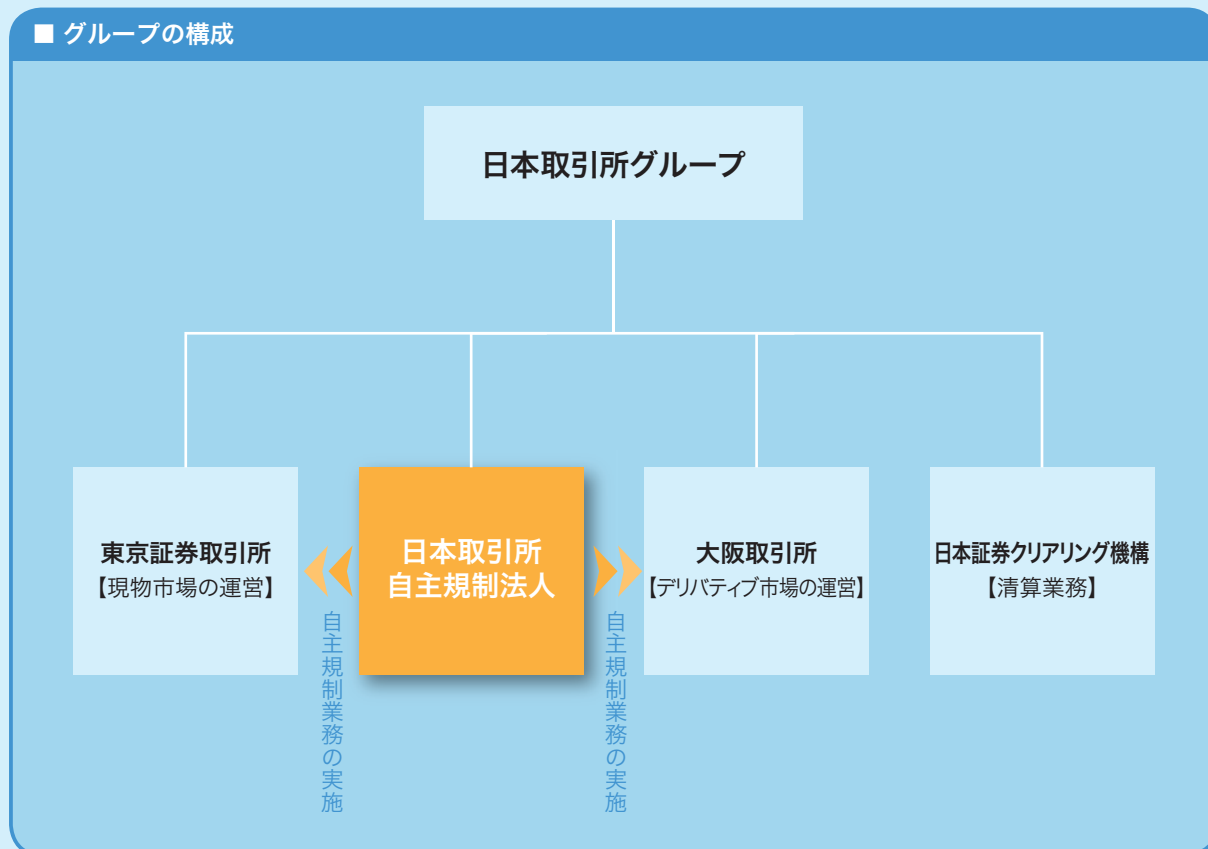 ■ グループの構成
日本取引所グループ
東京証券取引所
【現物市場の運営】
自主規制業務の実施
日本取引所
自主規制法人
自主規制業務の実施
大阪取引所
【デリバティブ市場の運営】
日本証券クリアリング機構
【清算業務】